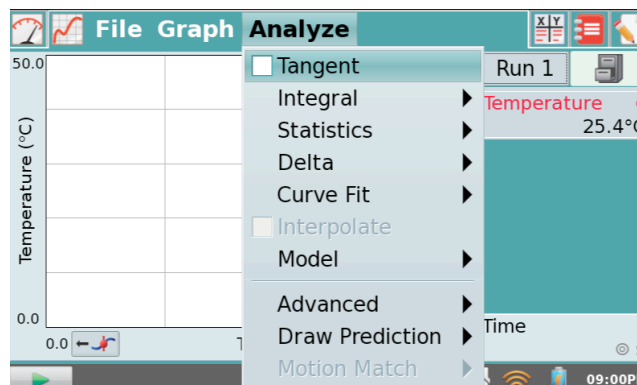 File Graph Analyze X Y
50.0
Tangent
Run 1
Integral
Temperature
25.4°
Statistics
Delta
Curve Fit
Temperature (°C)
Interpolate
Model
Advanced
0.0
Time
0.0
Draw Prediction
Motion Match
09:00P